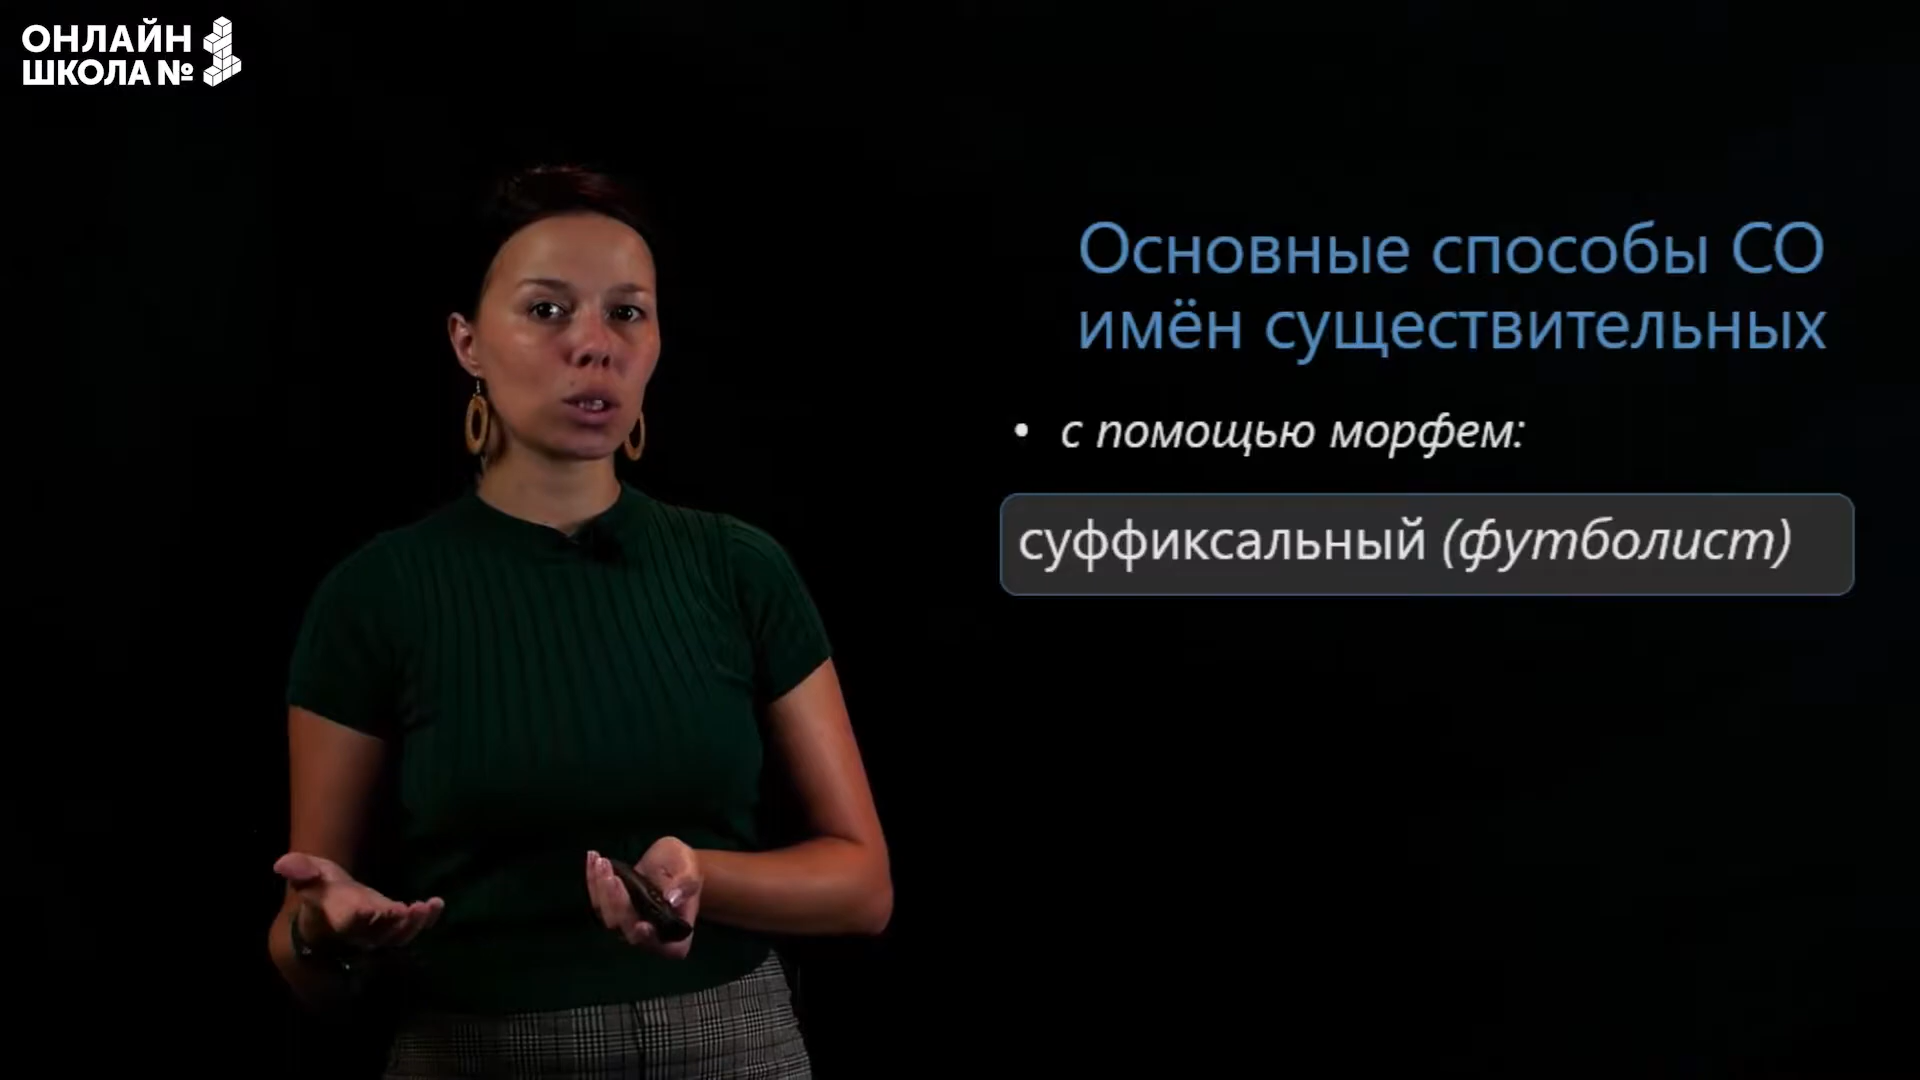 ОНЛАЙН
ШКОЛА №
Основные способы СО
имён существительных
• с помощью морфем:
суффиксальный (футболист)